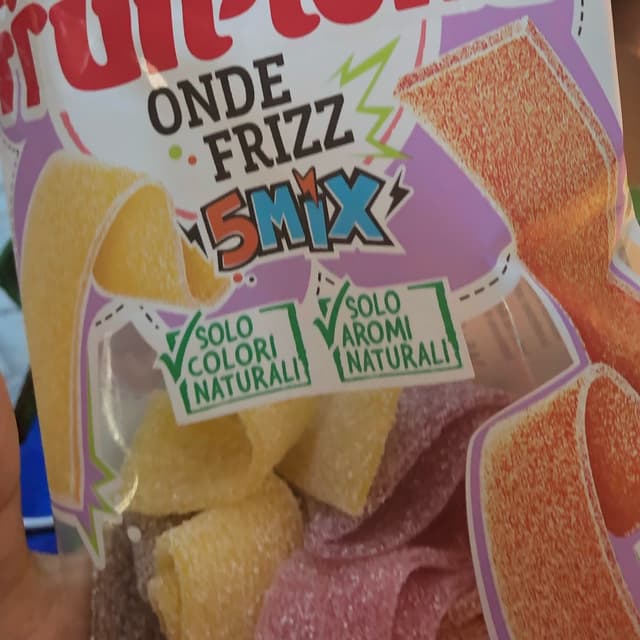 ONDE
FRIZZ
5MIX
SOLO
COLORI
NATURALI
SOLO
AROMI
NATURALI